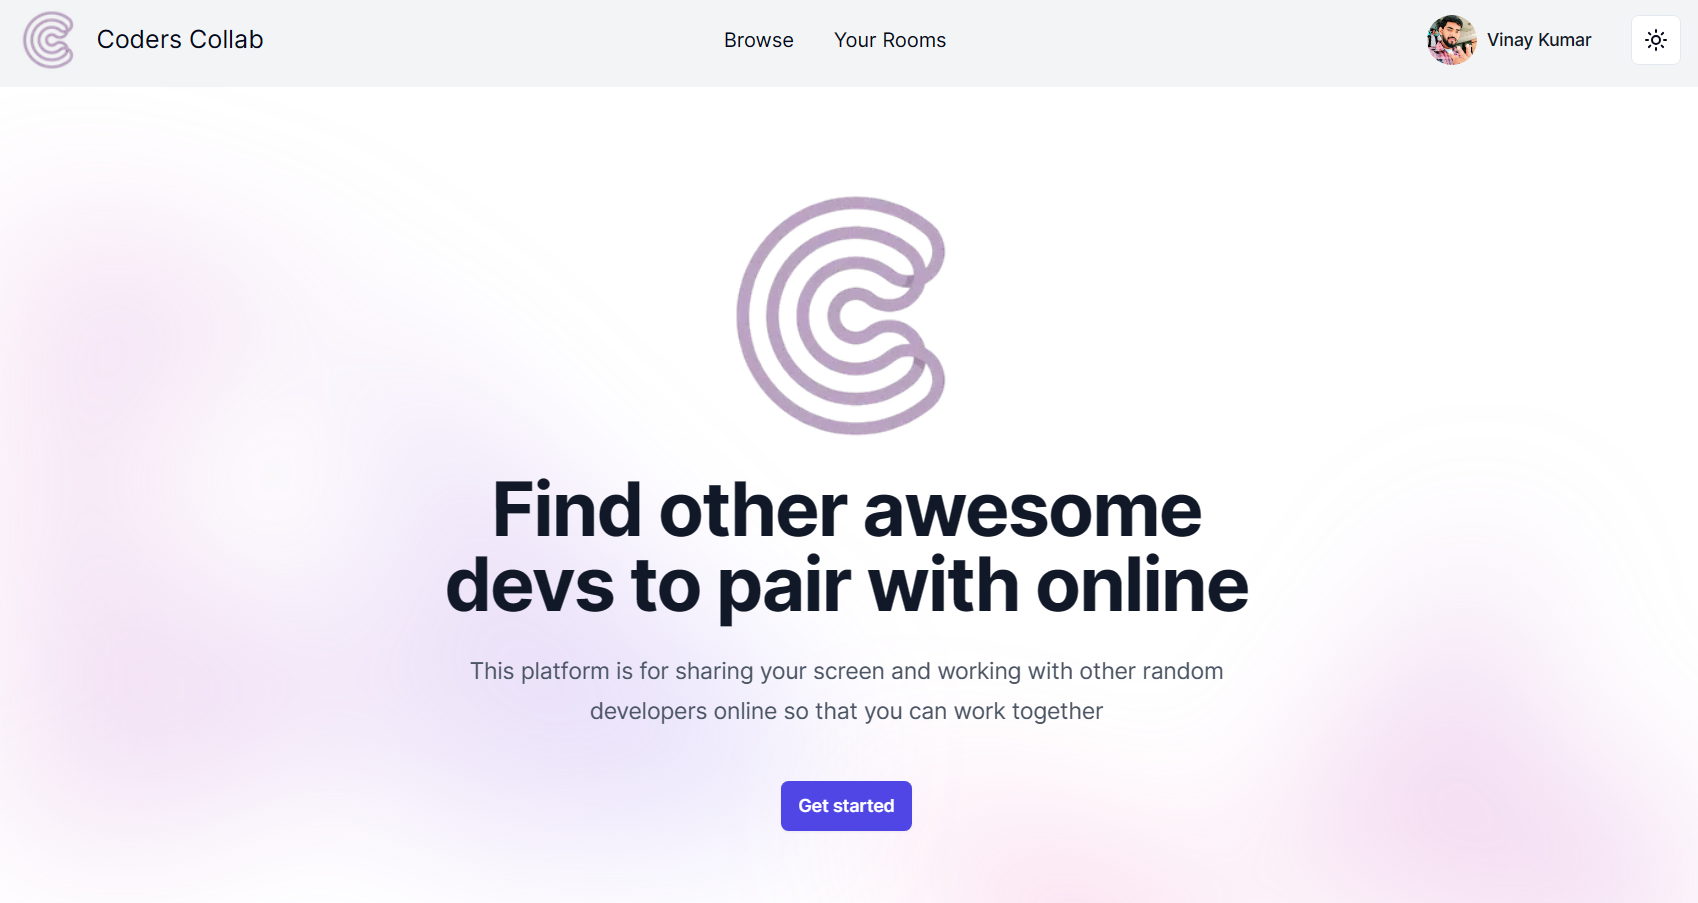 Coders Collab
Browse
Your Rooms
Vinay Kumar
Find other awesome
devs to pair with online
This platform is for sharing your screen and working with other random
developers online so that you can work together
Get started